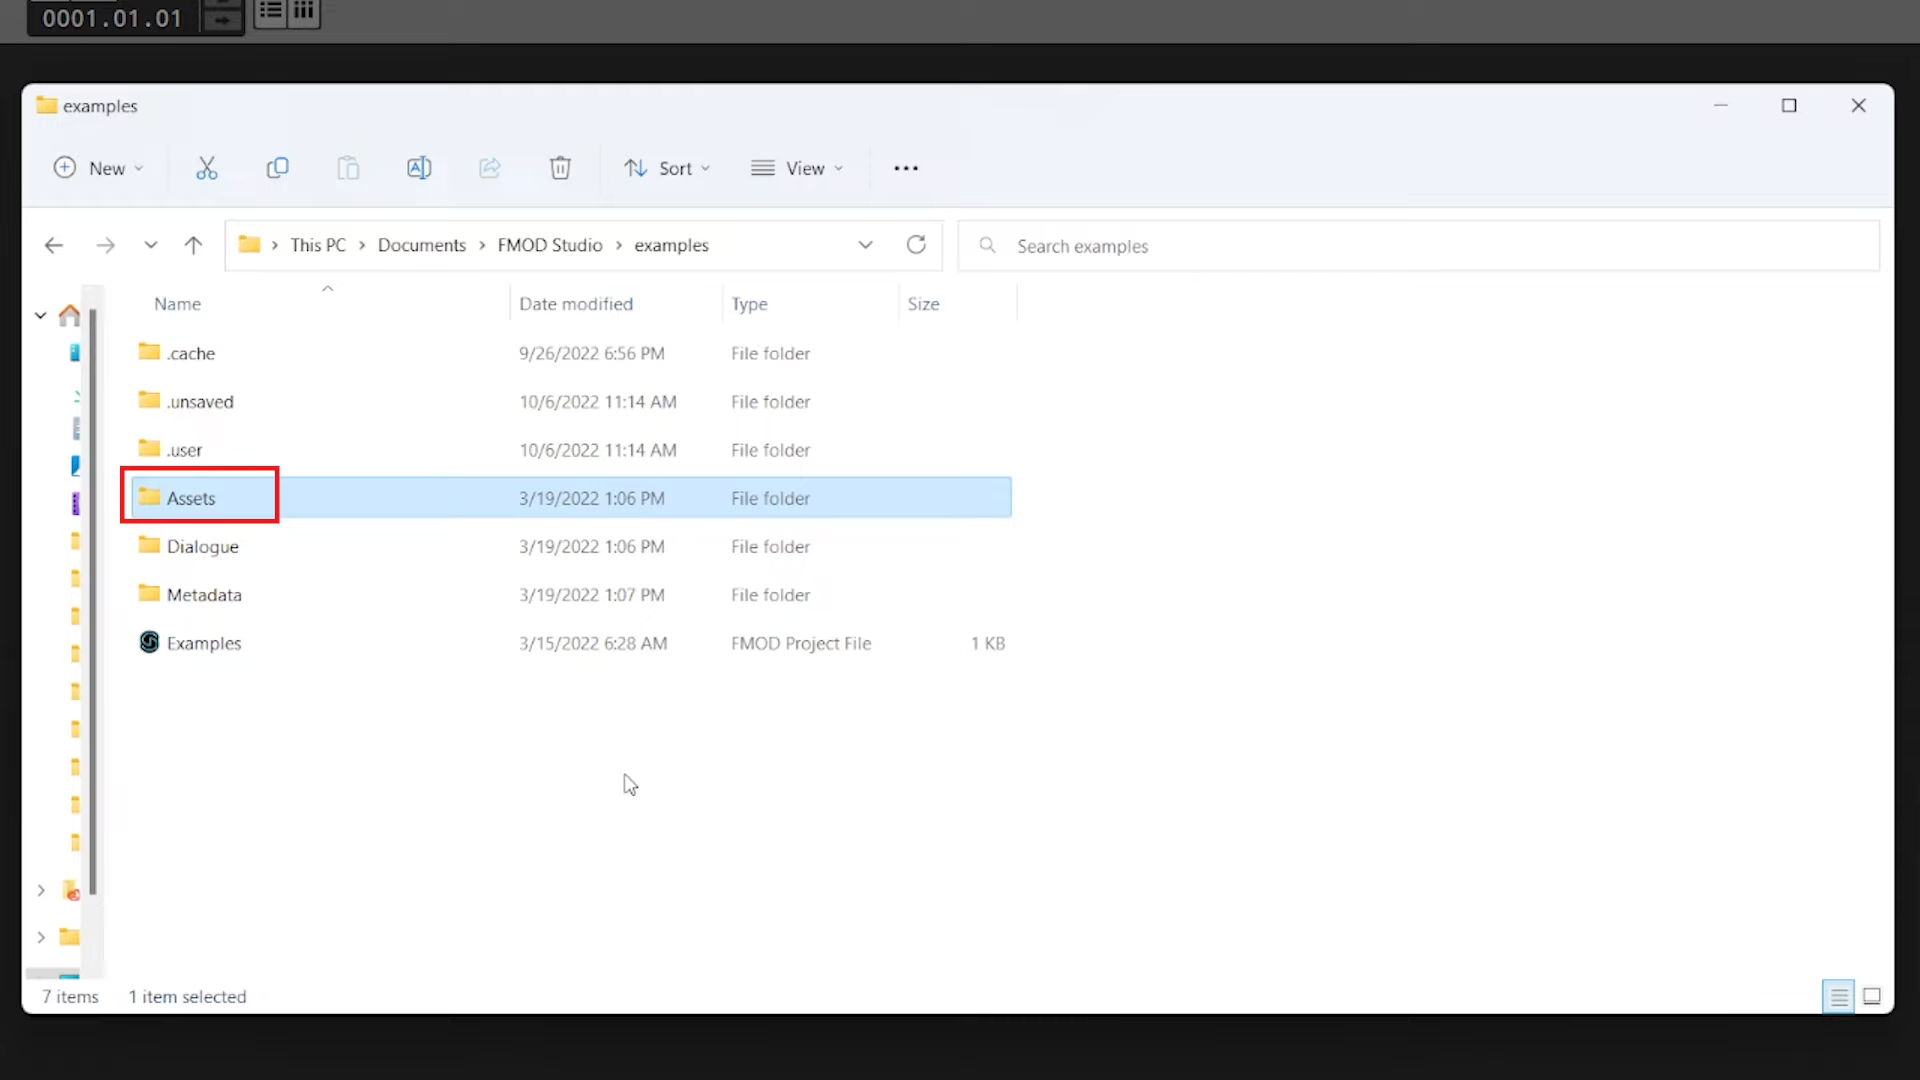 0001.01.01
examples
New
Sort
View
This PC > Documents > FMOD Studio > examples
Search examples
Name Date modified Type Size
.cache 9/26/2022 6:56 PM File folder
.unsaved 10/6/2022 11:14 AM File folder
.user 10/6/2022 11:14 AM File folder
Assets 3/19/2022 1:06 PM File folder
Dialogue 3/19/2022 1:06 PM File folder
Metadata 3/19/2022 1:07 PM File folder
Examples 3/15/2022 6:28 AM FMOD Project File 1 KB
7 items 1 item selected